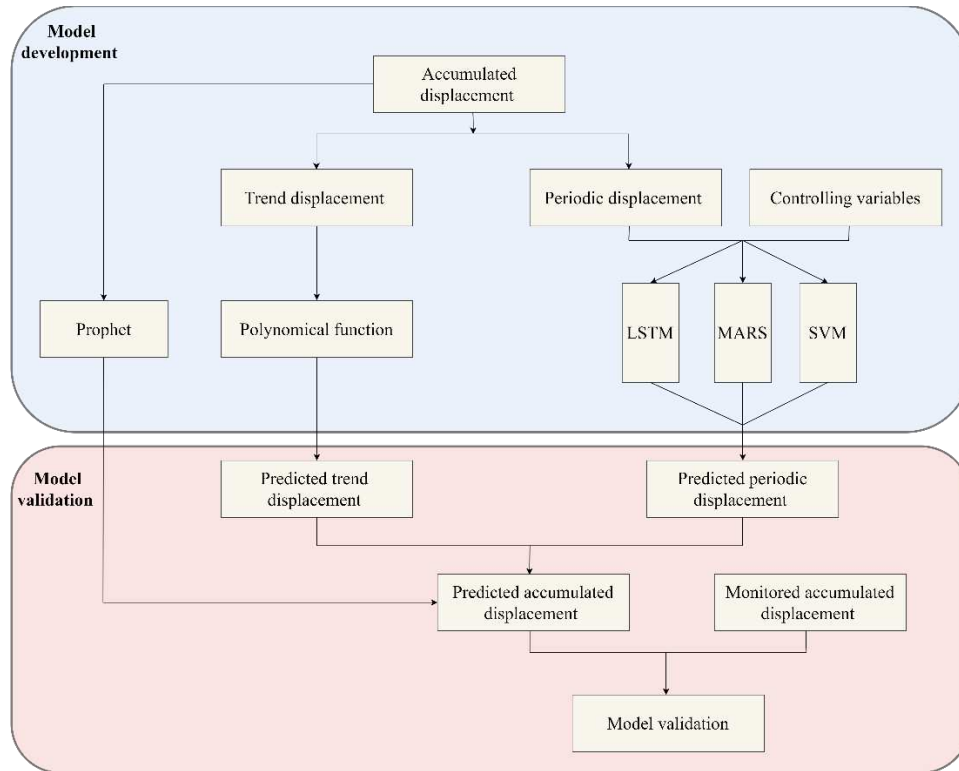 Model
development
Accumulated
displacement
Trend displacement
Periodic displacement
Controlling variables
Prophet
Polynomical function
LSTM
MARS
SVM
Model
validation
Predicted trend
displacement
Predicted periodic
displacement
Predicted accumulated
displacement
Monitored accumulated
displacement
Model validation